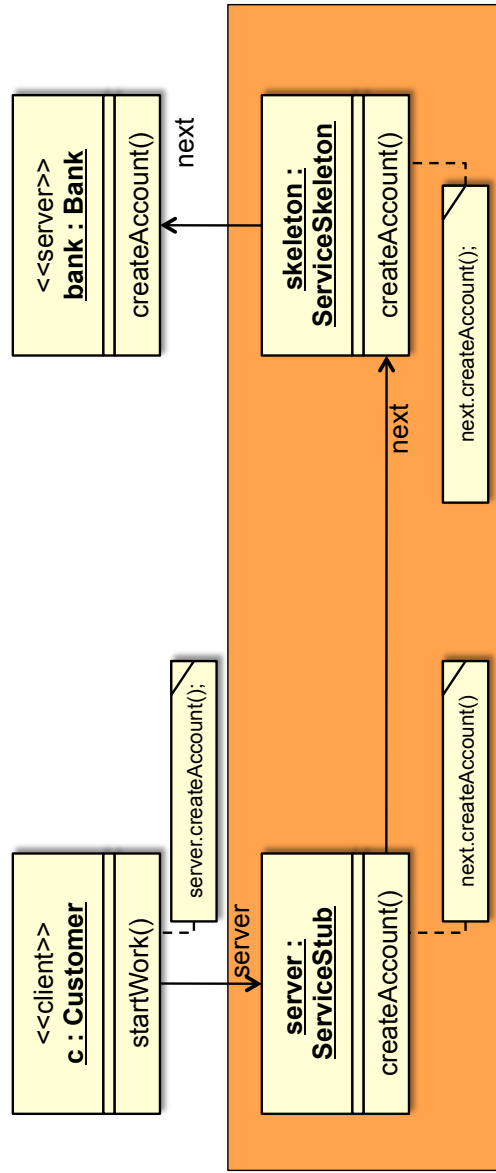 <<client>>
c : Customer
startWork()
server.createAccount();
<<server>>
bank : Bank
createAccount()
server
next
server :
ServiceStub
createAccount()
next.createAccount()
next
skeleton :
ServiceSkeleton
createAccount()
next.createAccount();